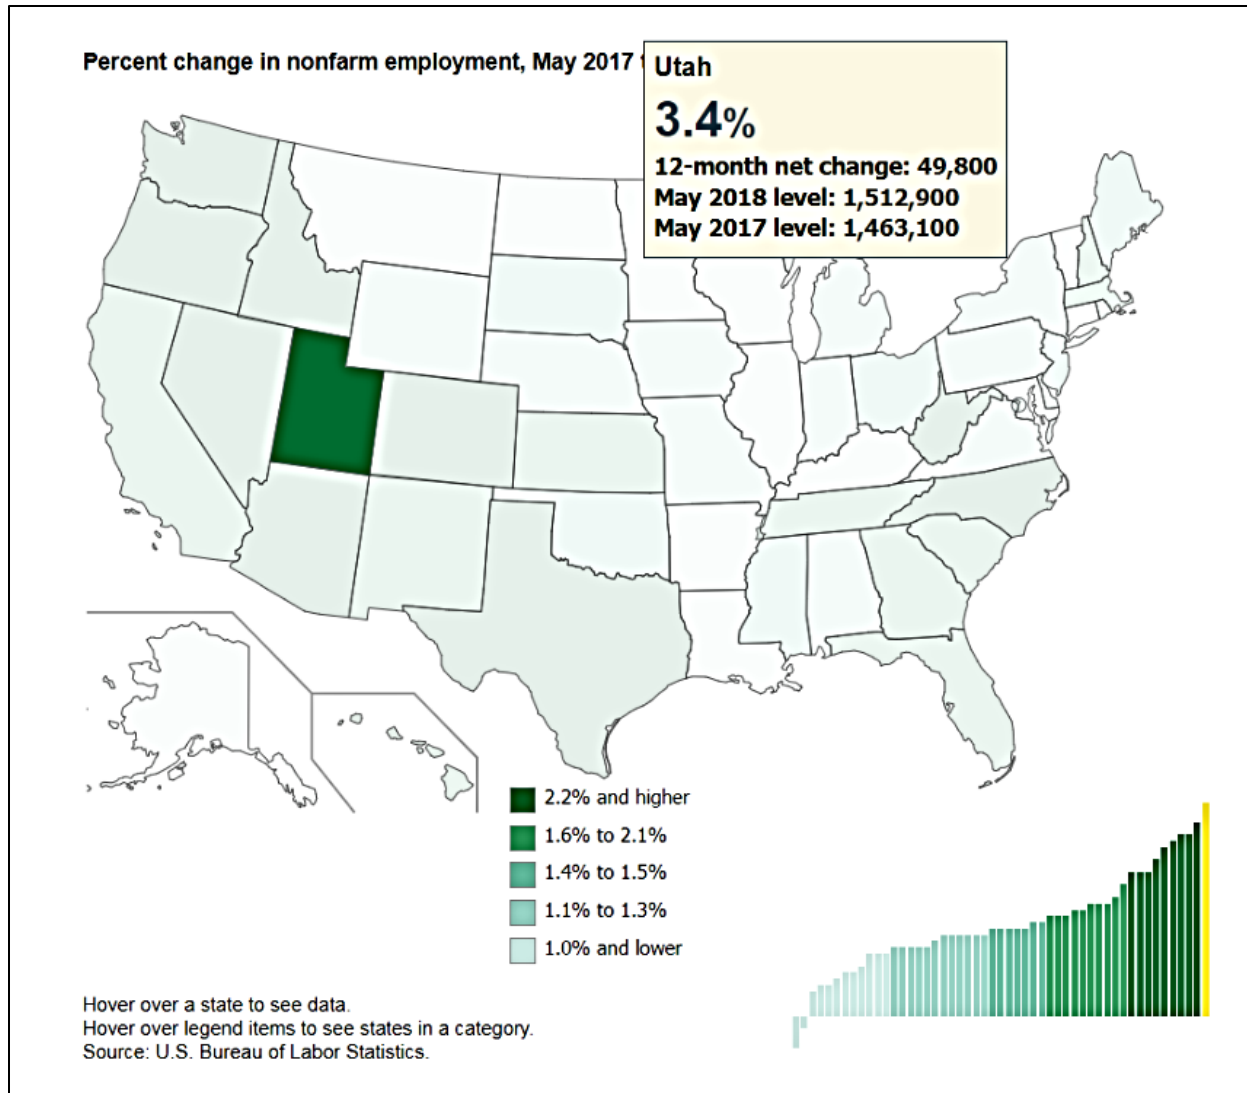 Percent change in nonfarm employment, May 2017
Utah
3.4%
12-month net change: 49,800
May 2018 level: 1,512,900
May 2017 level: 1,463,100
2.2% and higher
1.6% to 2.1%
1.4% to 1.5%
1.1% to 1.3%
1.0% and lower
Hover over a state to see data.
Hover over legend items to see states in a category.
Source: U.S. Bureau of Labor Statistics.